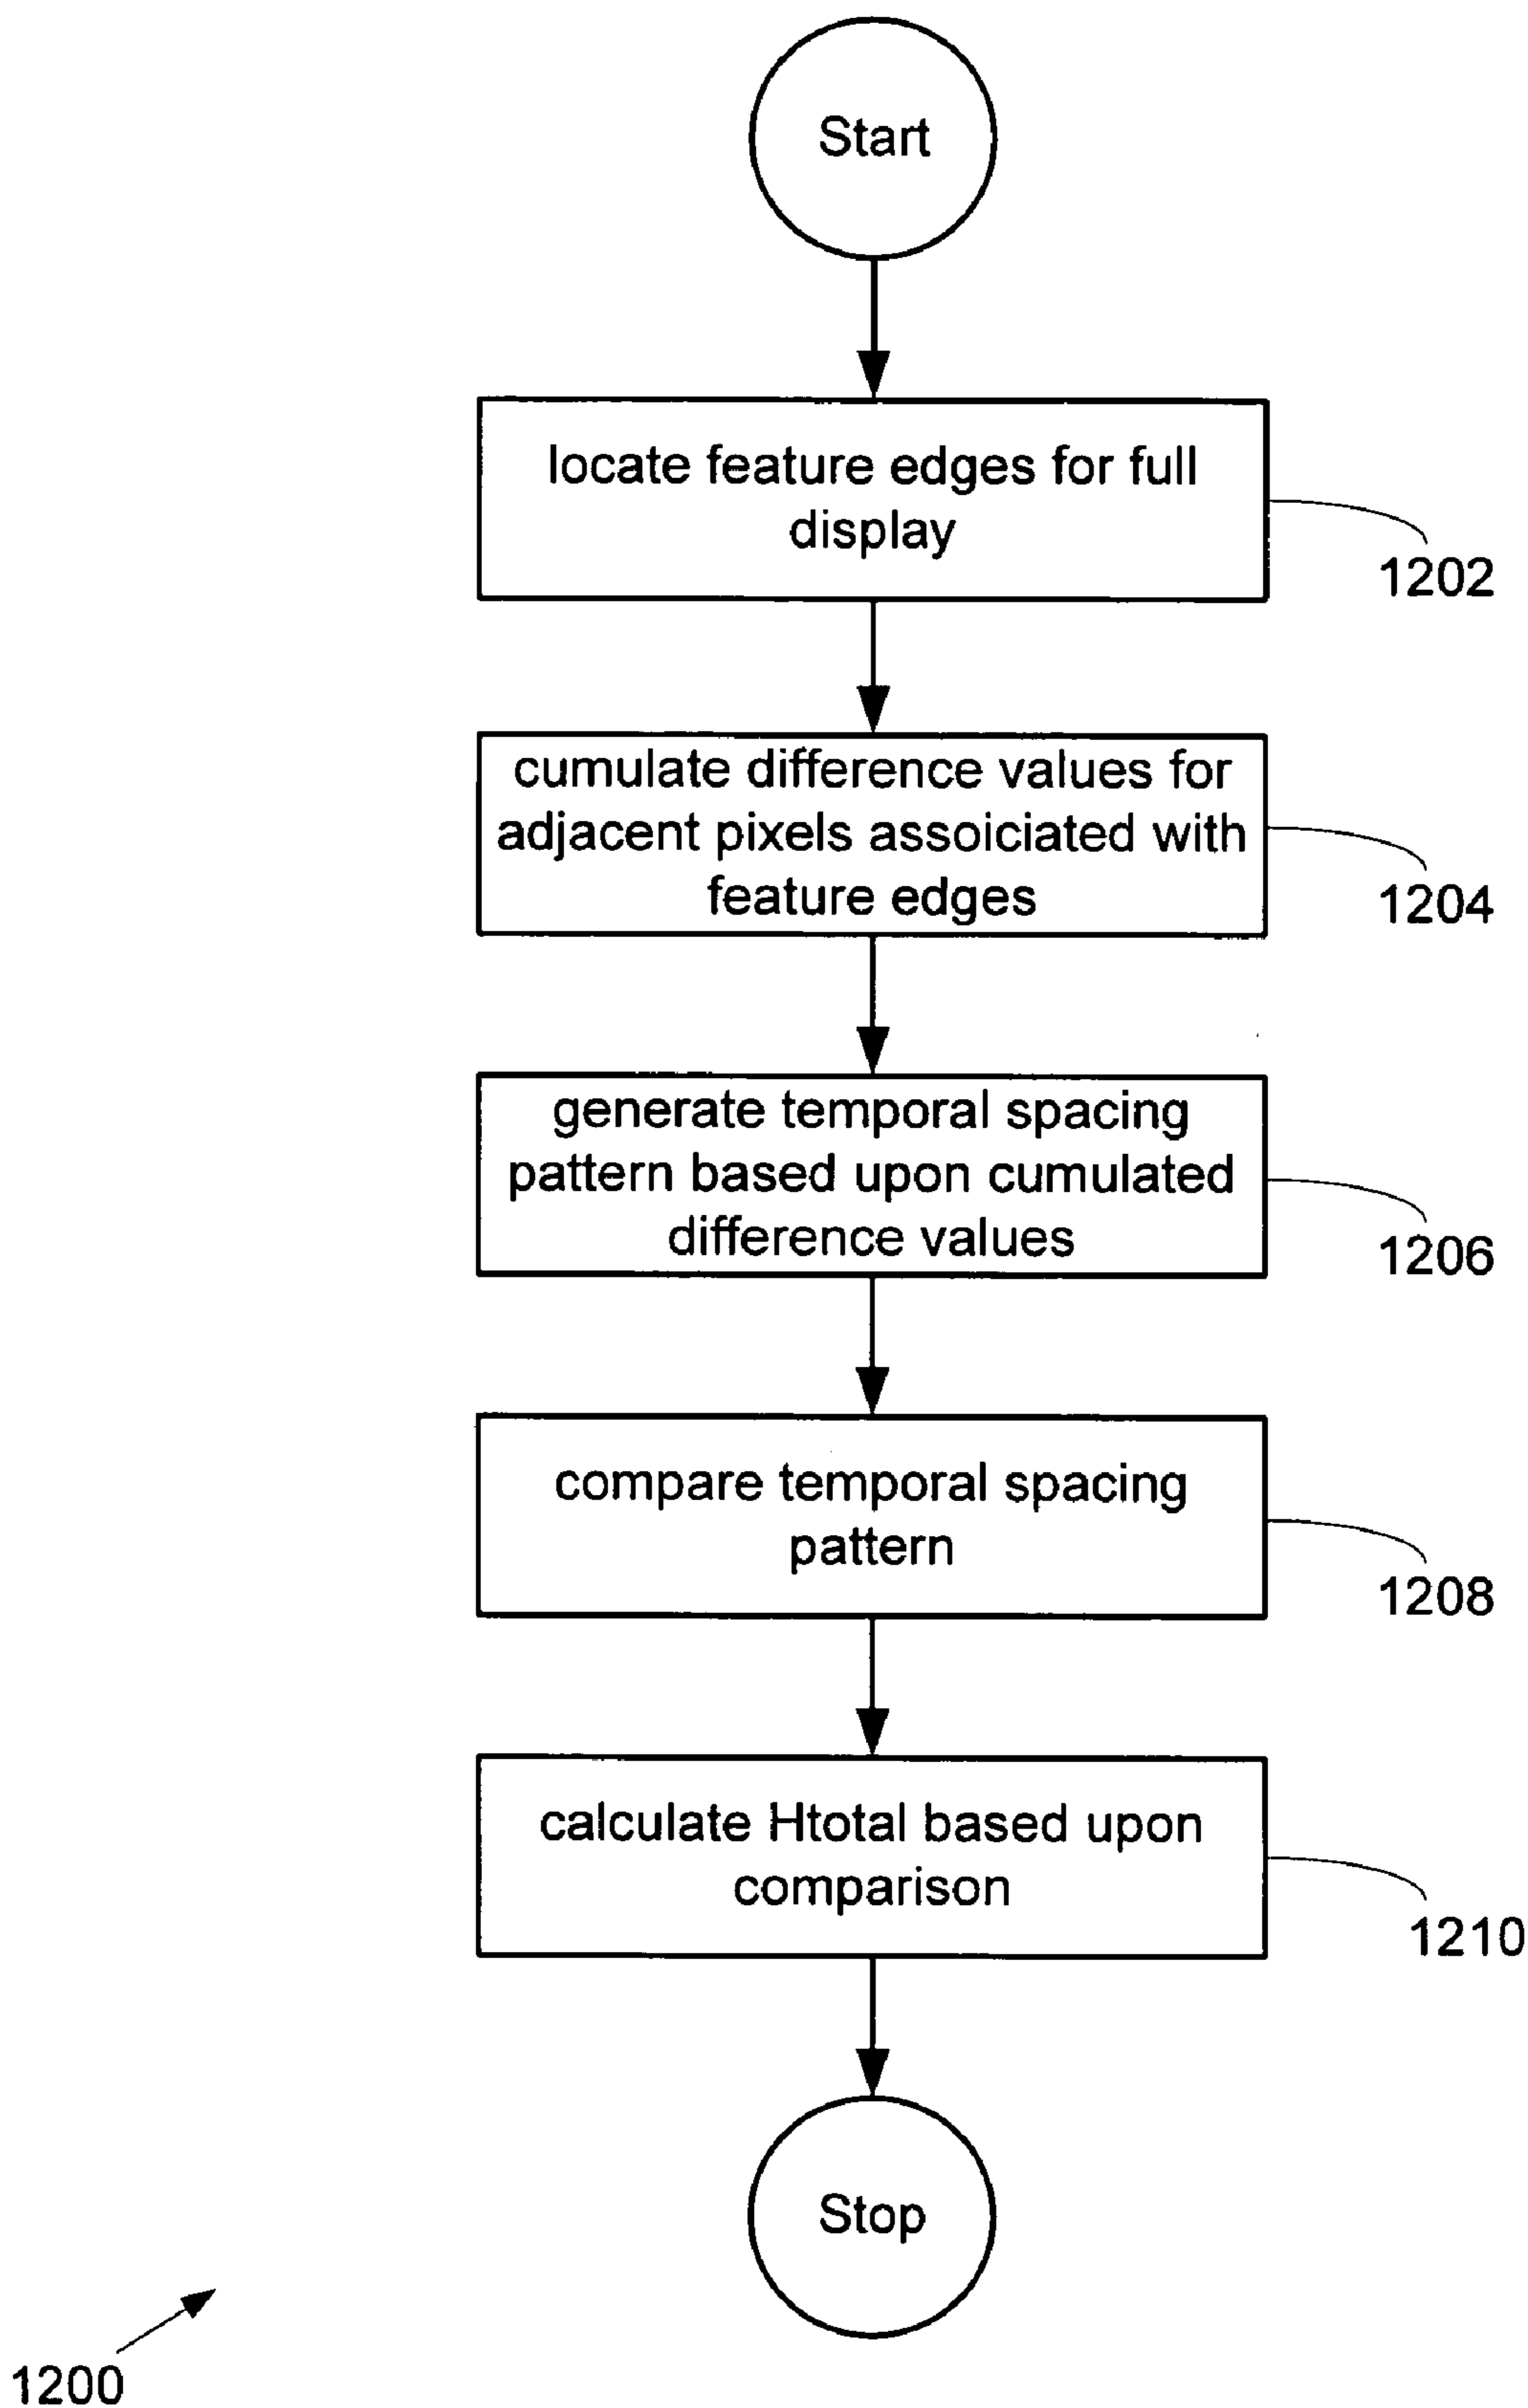 Start
locate feature edges for full
display
1202
cumulate difference values for
adjacent pixels assoiciated with
feature edges
1204
generate temporal spacing
pattern based upon cumulated
difference values
1206
compare temporal spacing
pattern
1208
calculate Htotal based upon
comparison
1210
Stop
1200